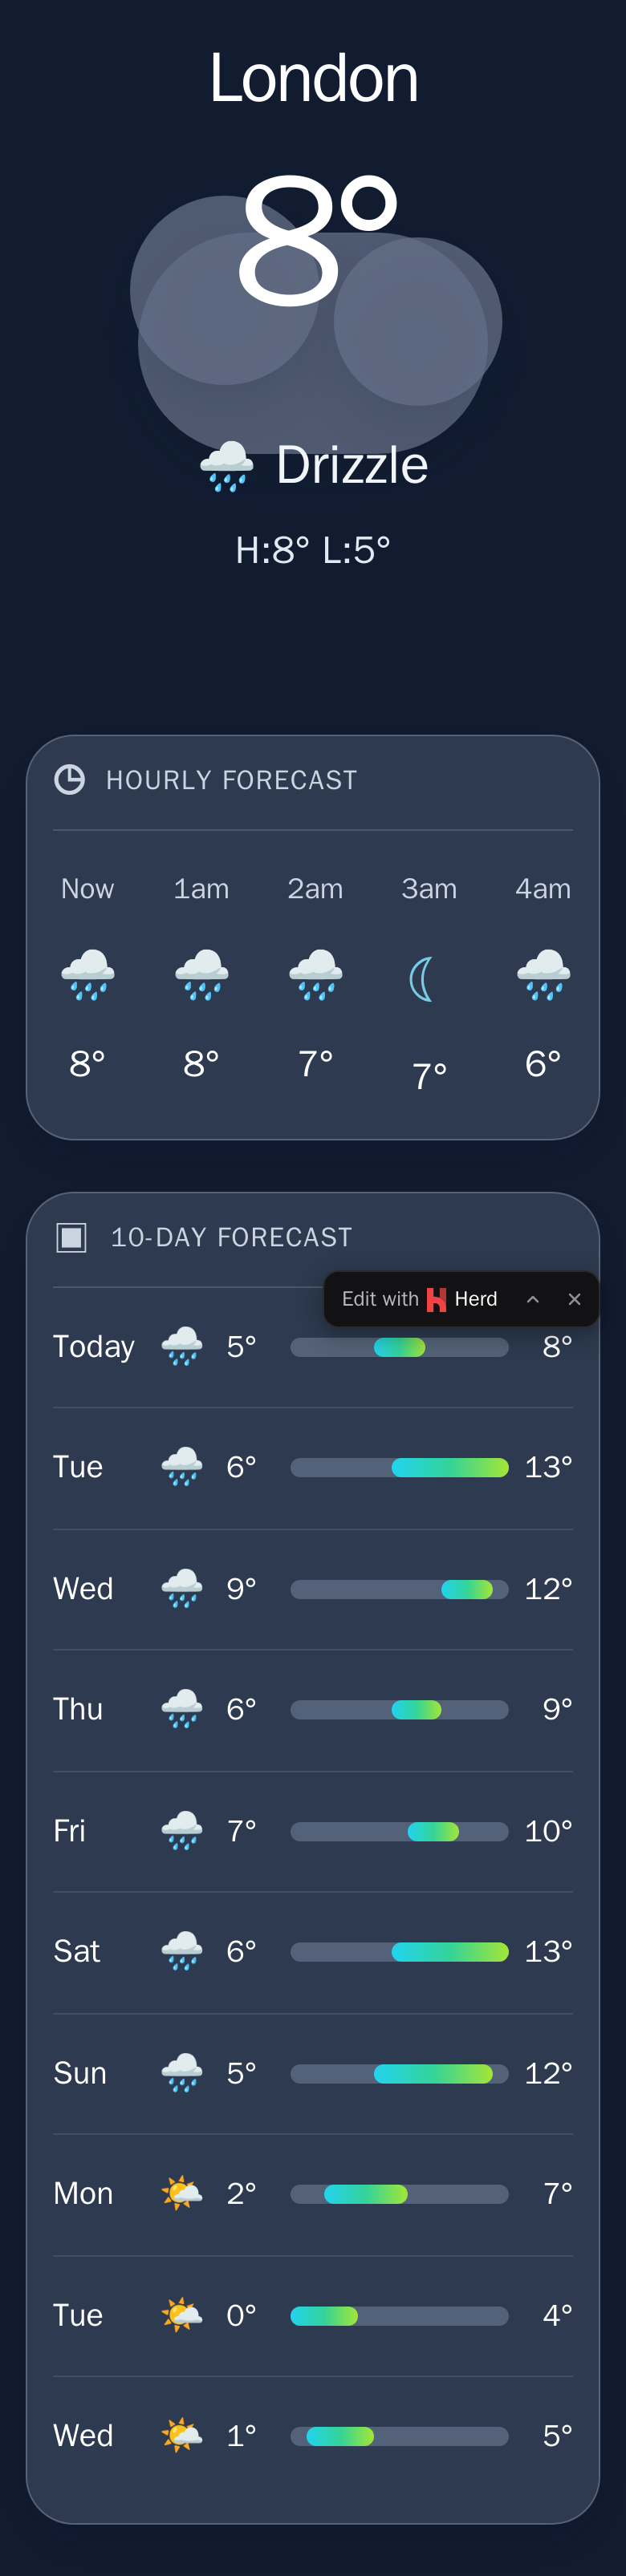 London
8°
Drizzle
H:8° L:5°
HOURLY FORECAST
Now 1am 2am 3am 4am
8° 8° 7° 7° 6°
10-DAY FORECAST
Edit with Herd
Today 5° 8°
Tue 6° 13°
Wed 9° 12°
Thu 6° 9°
Fri 7° 10°
Sat 6° 13°
Sun 5° 12°
Mon 2° 7°
Tue 0° 4°
Wed 1° 5°